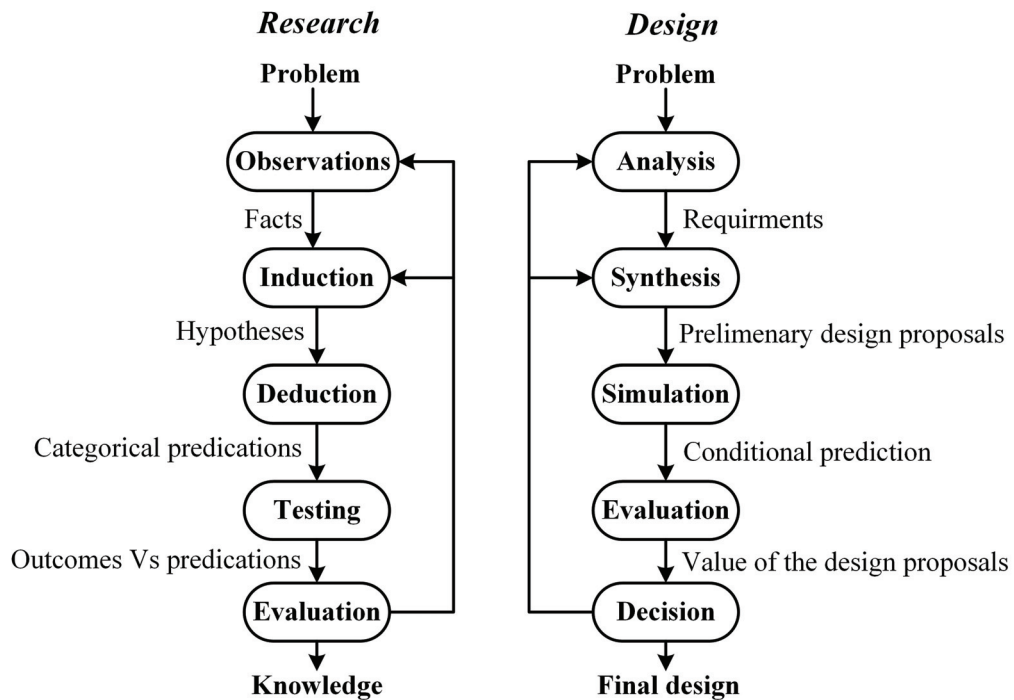 Research
Problem
Observations
Facts
Induction
Hypotheses
Deduction
Categorical predications
Testing
Outcomes Vs predications
Evaluation
Knowledge
Design
Problem
Analysis
Requirments
Synthesis
Prelimenary design proposals
Simulation
Conditional prediction
Evaluation
Value of the design proposals
Decision
Final design